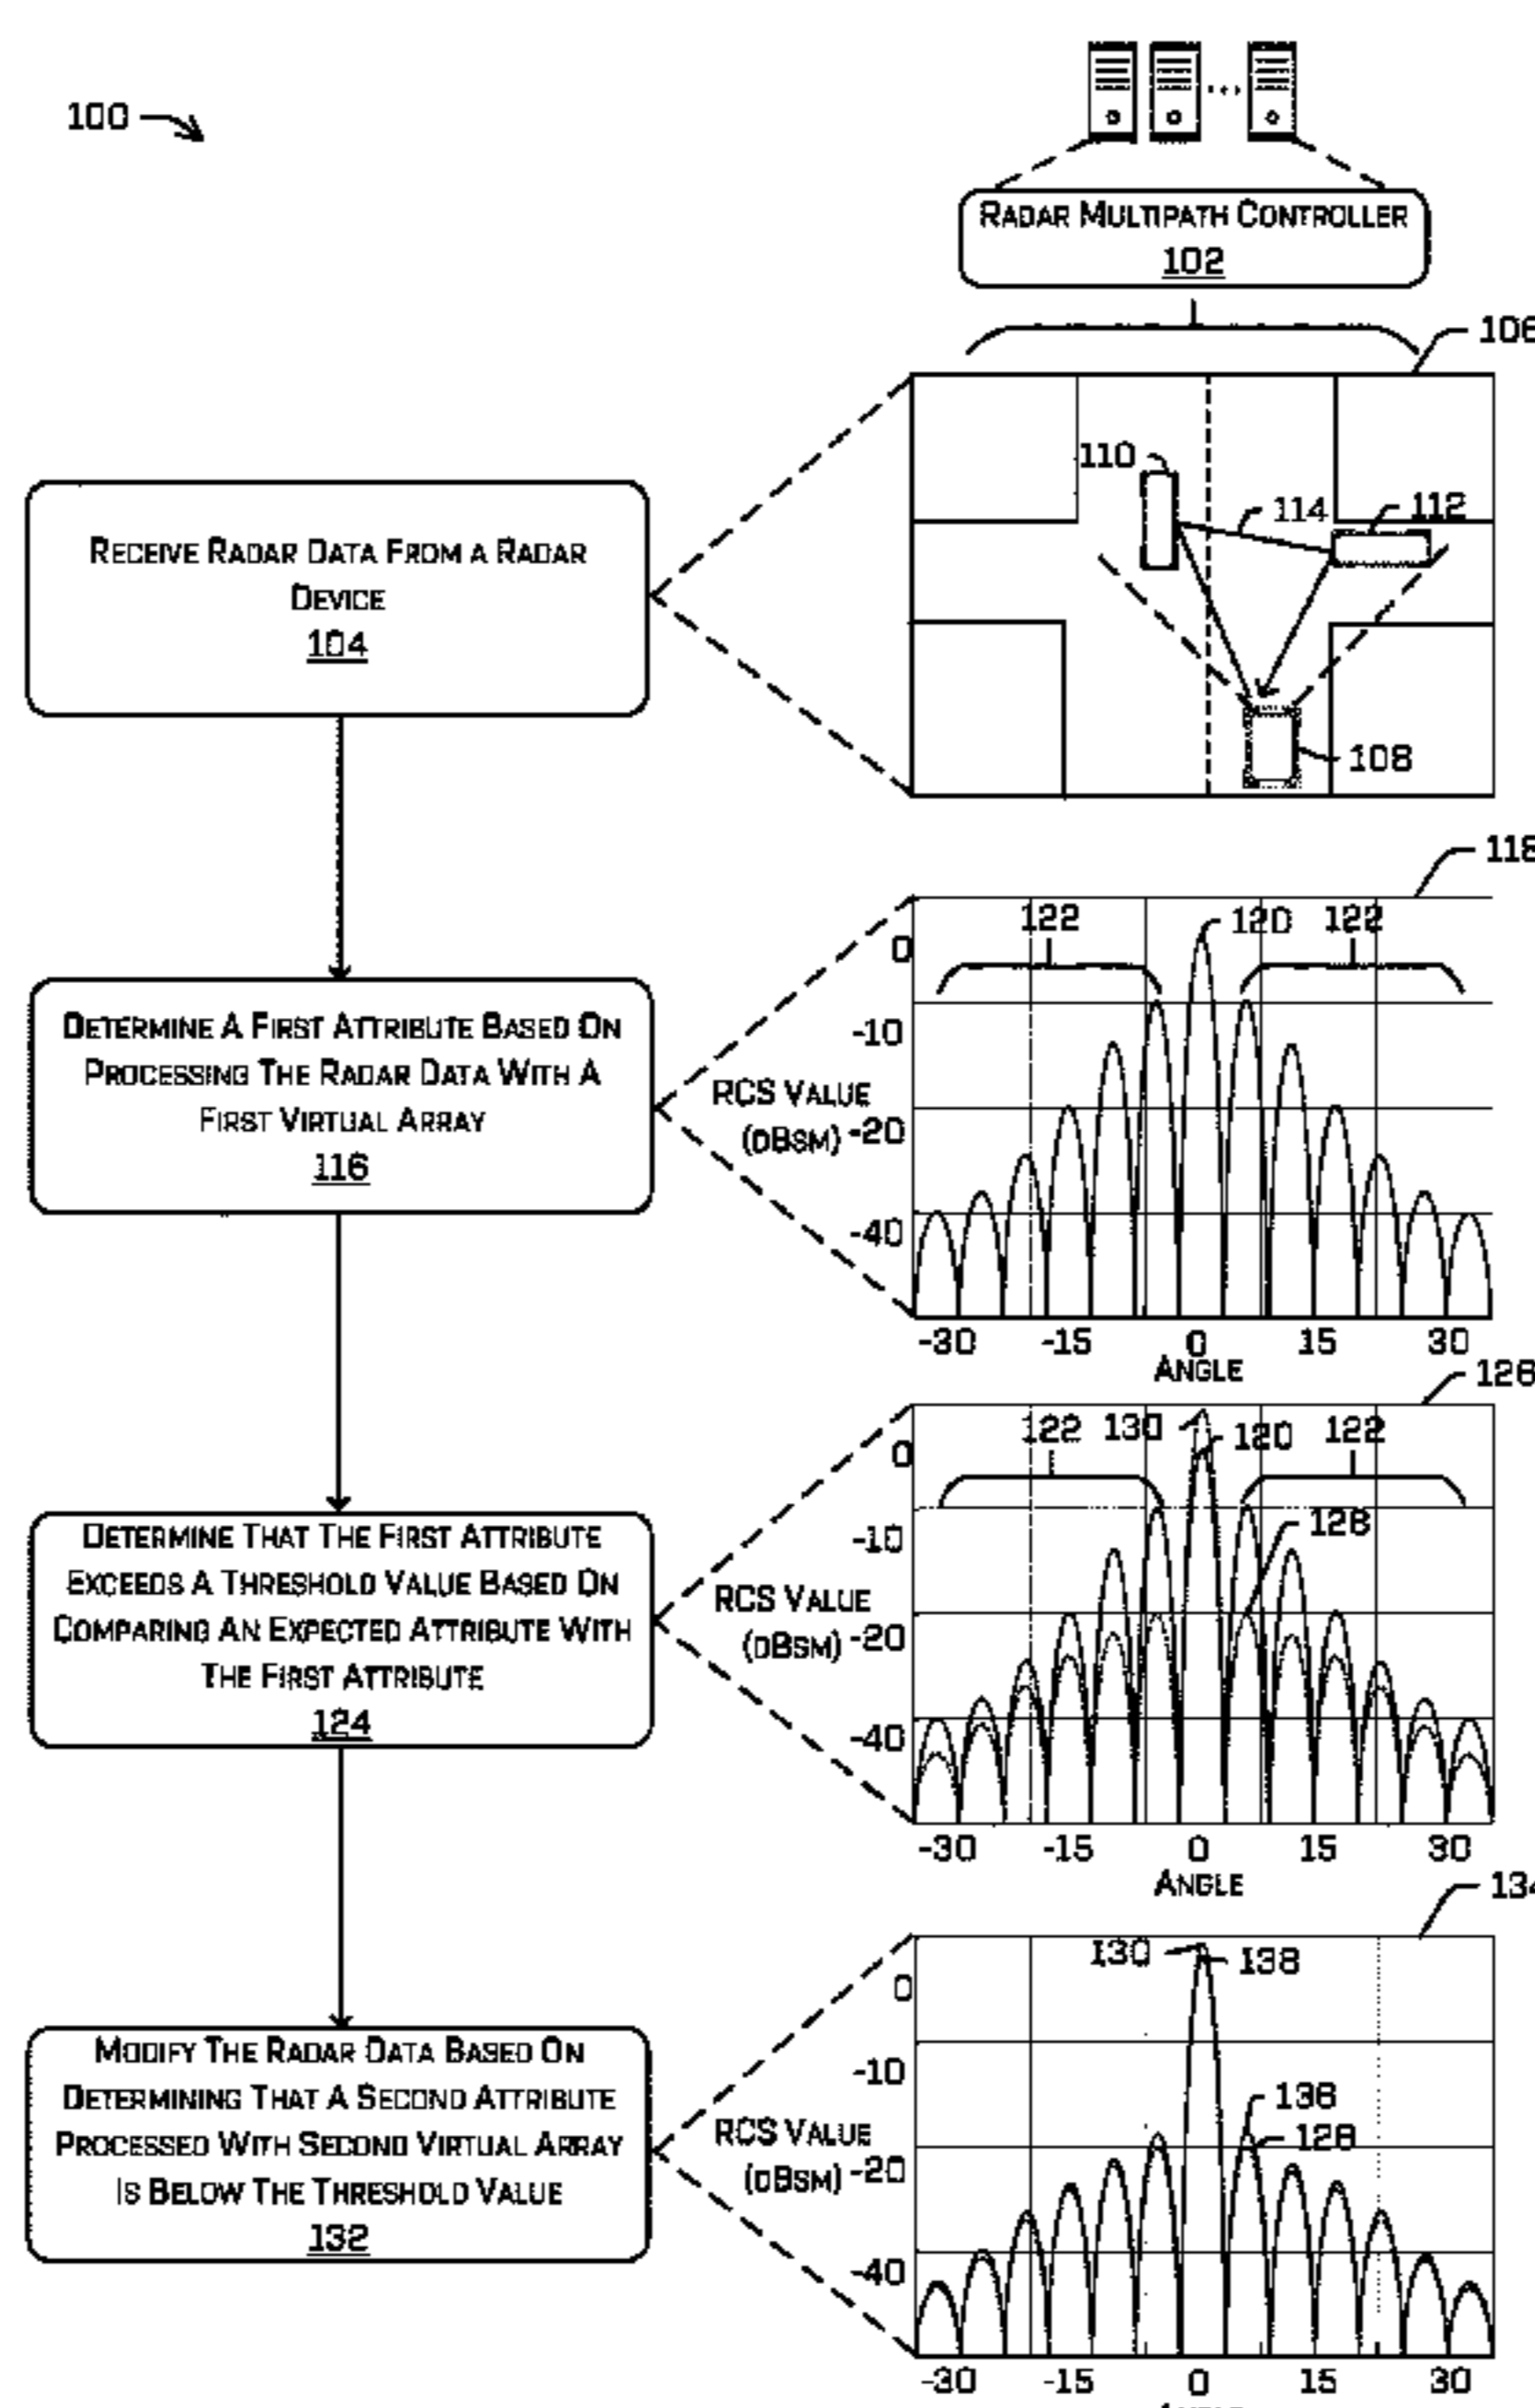 100
RADAR MULTIPATH CONTROLLER
102
106
110
114
112
108
RECEIVE RADAR DATA FROM A RADAR
DEVICE
104
118
122
120
122
0
-10
RCS VALUE
(DBSM)
-20
-40
-30 -15 0 15 30
ANGLE
DETERMINE A FIRST ATTRIBUTE BASED ON
PROCESSING THE RADAR DATA WITH A
FIRST VIRTUAL ARRAY
116
126
122
130
120
122
128
0
-10
RCS VALUE
(DBSM)
-20
-40
-30 -15 0 15 30
ANGLE
DETERMINE THAT THE FIRST ATTRIBUTE
EXCEEDS A THRESHOLD VALUE BASED ON
COMPARING AN EXPECTED ATTRIBUTE WITH
THE FIRST ATTRIBUTE
124
134
130
138
136
128
0
-10
RCS VALUE
(DBSM)
-20
-40
-30 -15 0 15 30
MODIFY THE RADAR DATA BASED ON
DETERMINING THAT A SECOND ATTRIBUTE
PROCESSED WITH SECOND VIRTUAL ARRAY
IS BELOW THE THRESHOLD VALUE
132